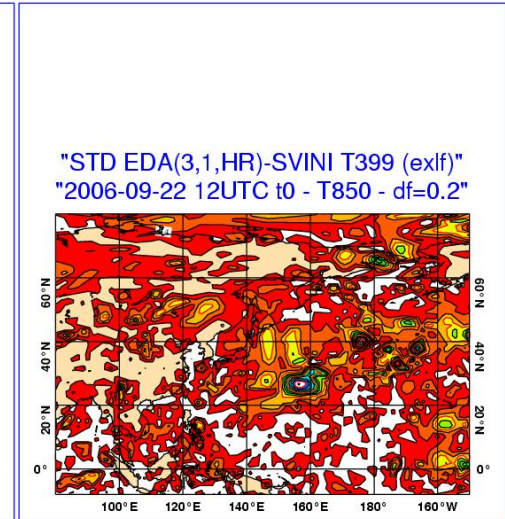 "STD EDA(3,1,HR)-SVINI T399 (exlf)"
"2006-09-22 12UTC t0 - T850 - df=0.2"
60°N 60°N
40°N 40°N
20°N 20°N
0° 0°
100°E 120°E 140°E 160°E 180° 160°W